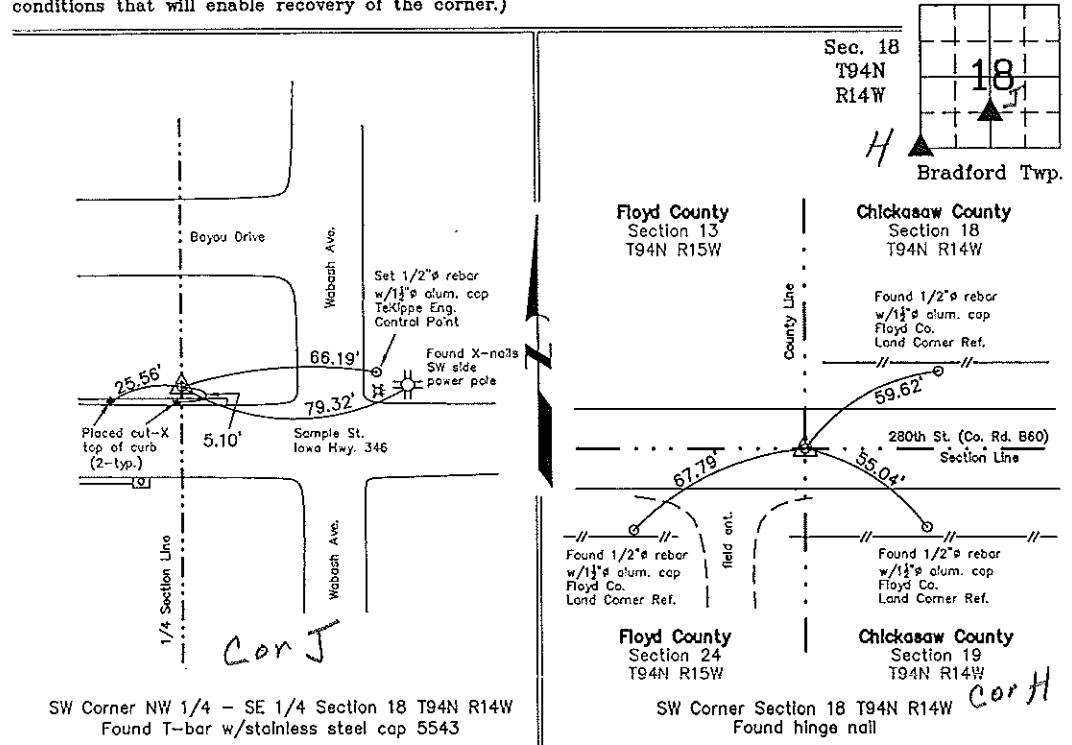 conditions that will enable recovery of the corner.)
Sec. 18
T94N
R14W
18
J
H
Bradford Twp.
Bayou Drive
Wabash Ave.
Set 1/2"ø rebar
w/1½"ø alum. cap
TeKippe Eng.
Control Point
66.19'
Found X-nails
SW side
power pole
25.56'
79.32'
5.10'
Placed cut-X
top of curb
(2-typ.)
Sample St.
Iowa Hwy. 346
Wabash Ave.
1/4 Section Line
Cor J
SW Corner NW 1/4 - SE 1/4 Section 18 T94N R14W
Found T-bar w/stainless steel cap 5543
N
Floyd County
Section 13
T94N R15W
Chickasaw County
Section 18
T94N R14W
County Line
Found 1/2"ø rebar
w/1½"ø alum. cap
Floyd Co.
Land Corner Ref.
59.62'
280th St. (Co. Rd. B60)
Section Line
67.79'
55.04'
field ent.
Found 1/2"ø rebar
w/1½"ø alum. cap
Floyd Co.
Land Corner Ref.
Found 1/2"ø rebar
w/1½"ø alum. cap
Floyd Co.
Land Corner Ref.
Floyd County
Section 24
T94N R15W
Chickasaw County
Section 19
T94N R14W
Cor H
SW Corner Section 18 T94N R14W
Found hinge nail